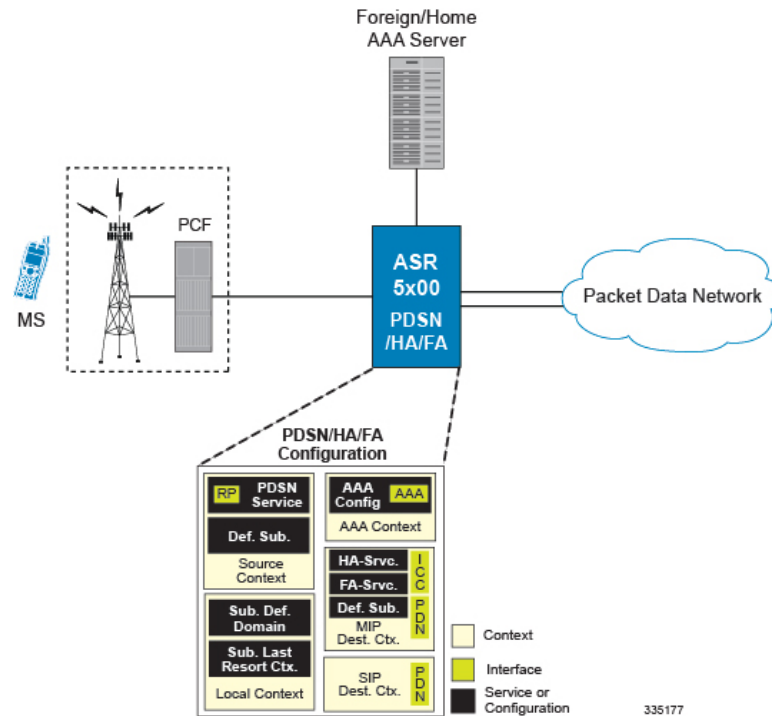 Foreign/Home
AAA Server
PCF
MS
ASR
5x00
PDSN
/HA/FA
Packet Data Network
PDSN/HA/FA
Configuration
RP
PDSN
Service
Def. Sub.
Source
Context
AAA
Config
AAA
AAA Context
HA-Srvc.
FA-Srvc.
Def. Sub.
MIP
Dest. Ctx.
ICC
PDN
Sub. Def.
Domain
Sub. Last
Resort Ctx.
Local Context
SIP
Dest. Ctx.
PDN
Context
Interface
Service or
Configuration
335177